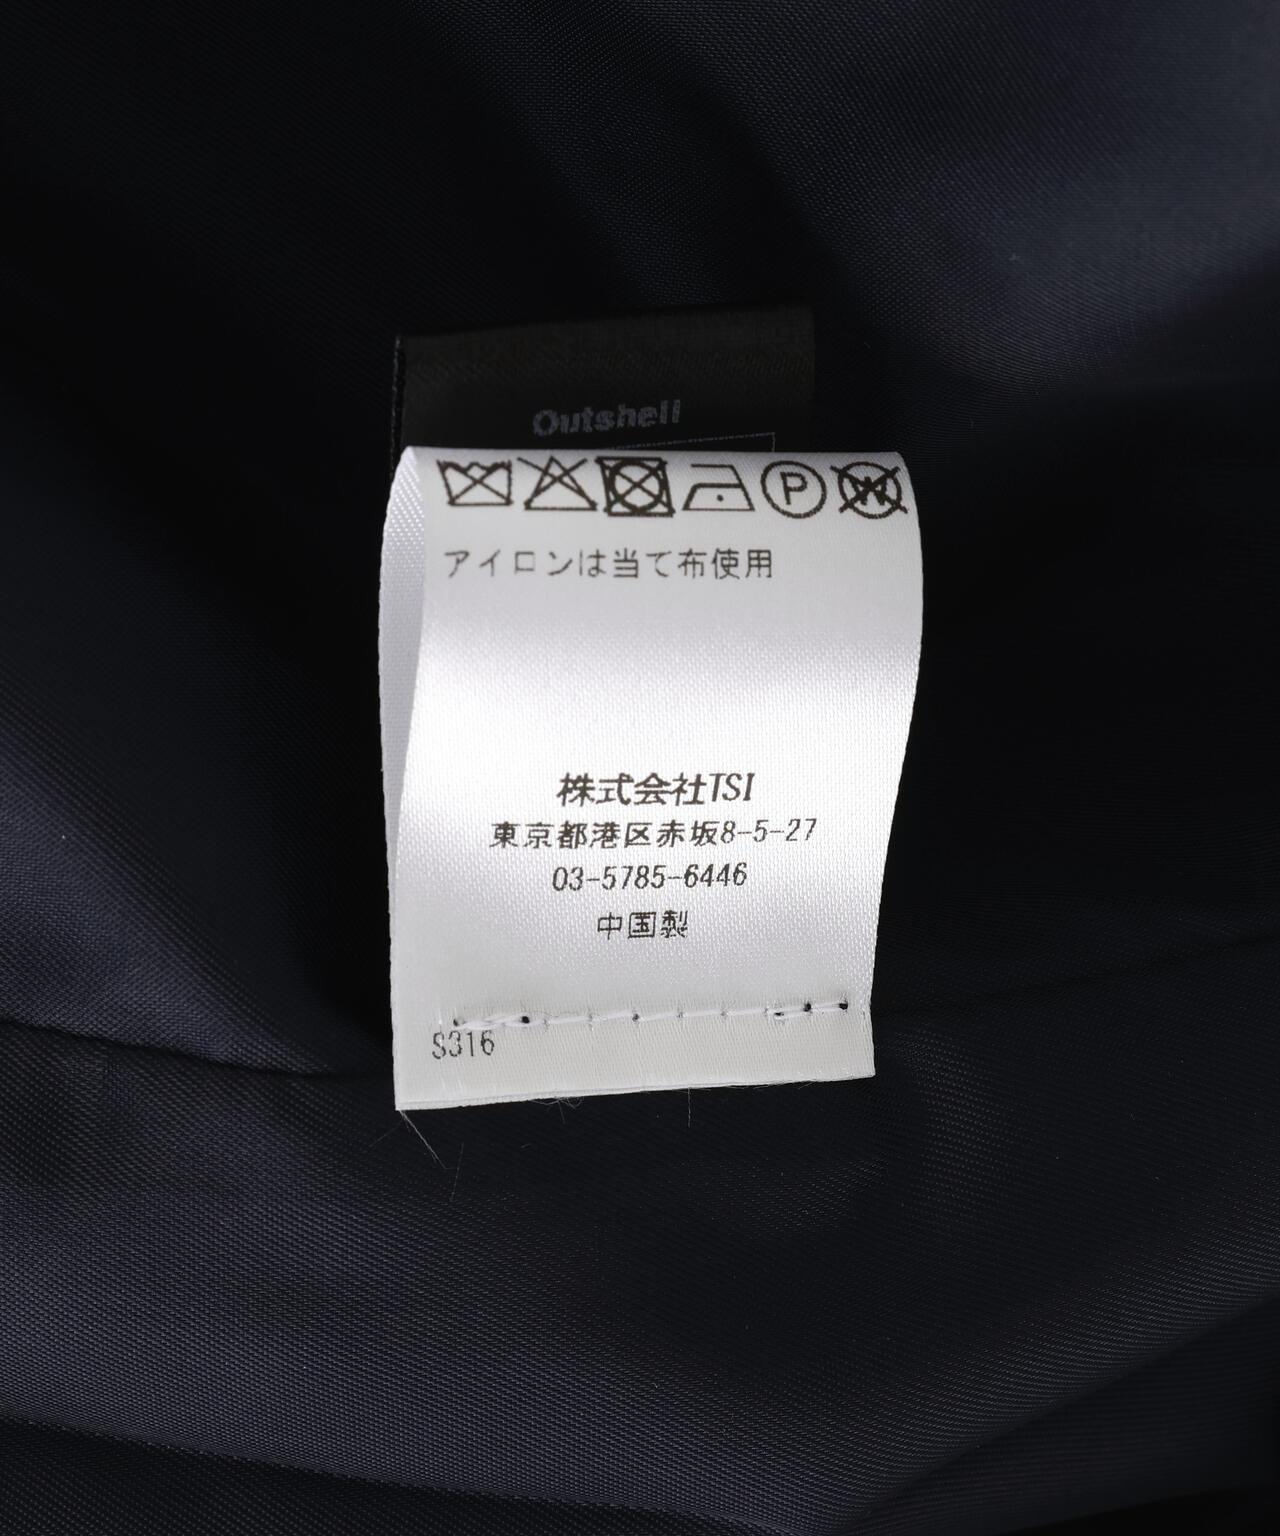 Outshell
P
W
アイロンは当て布使用
株式会社TSI
東京都港区赤坂8-5-27
03-5785-6446
中国製
S316